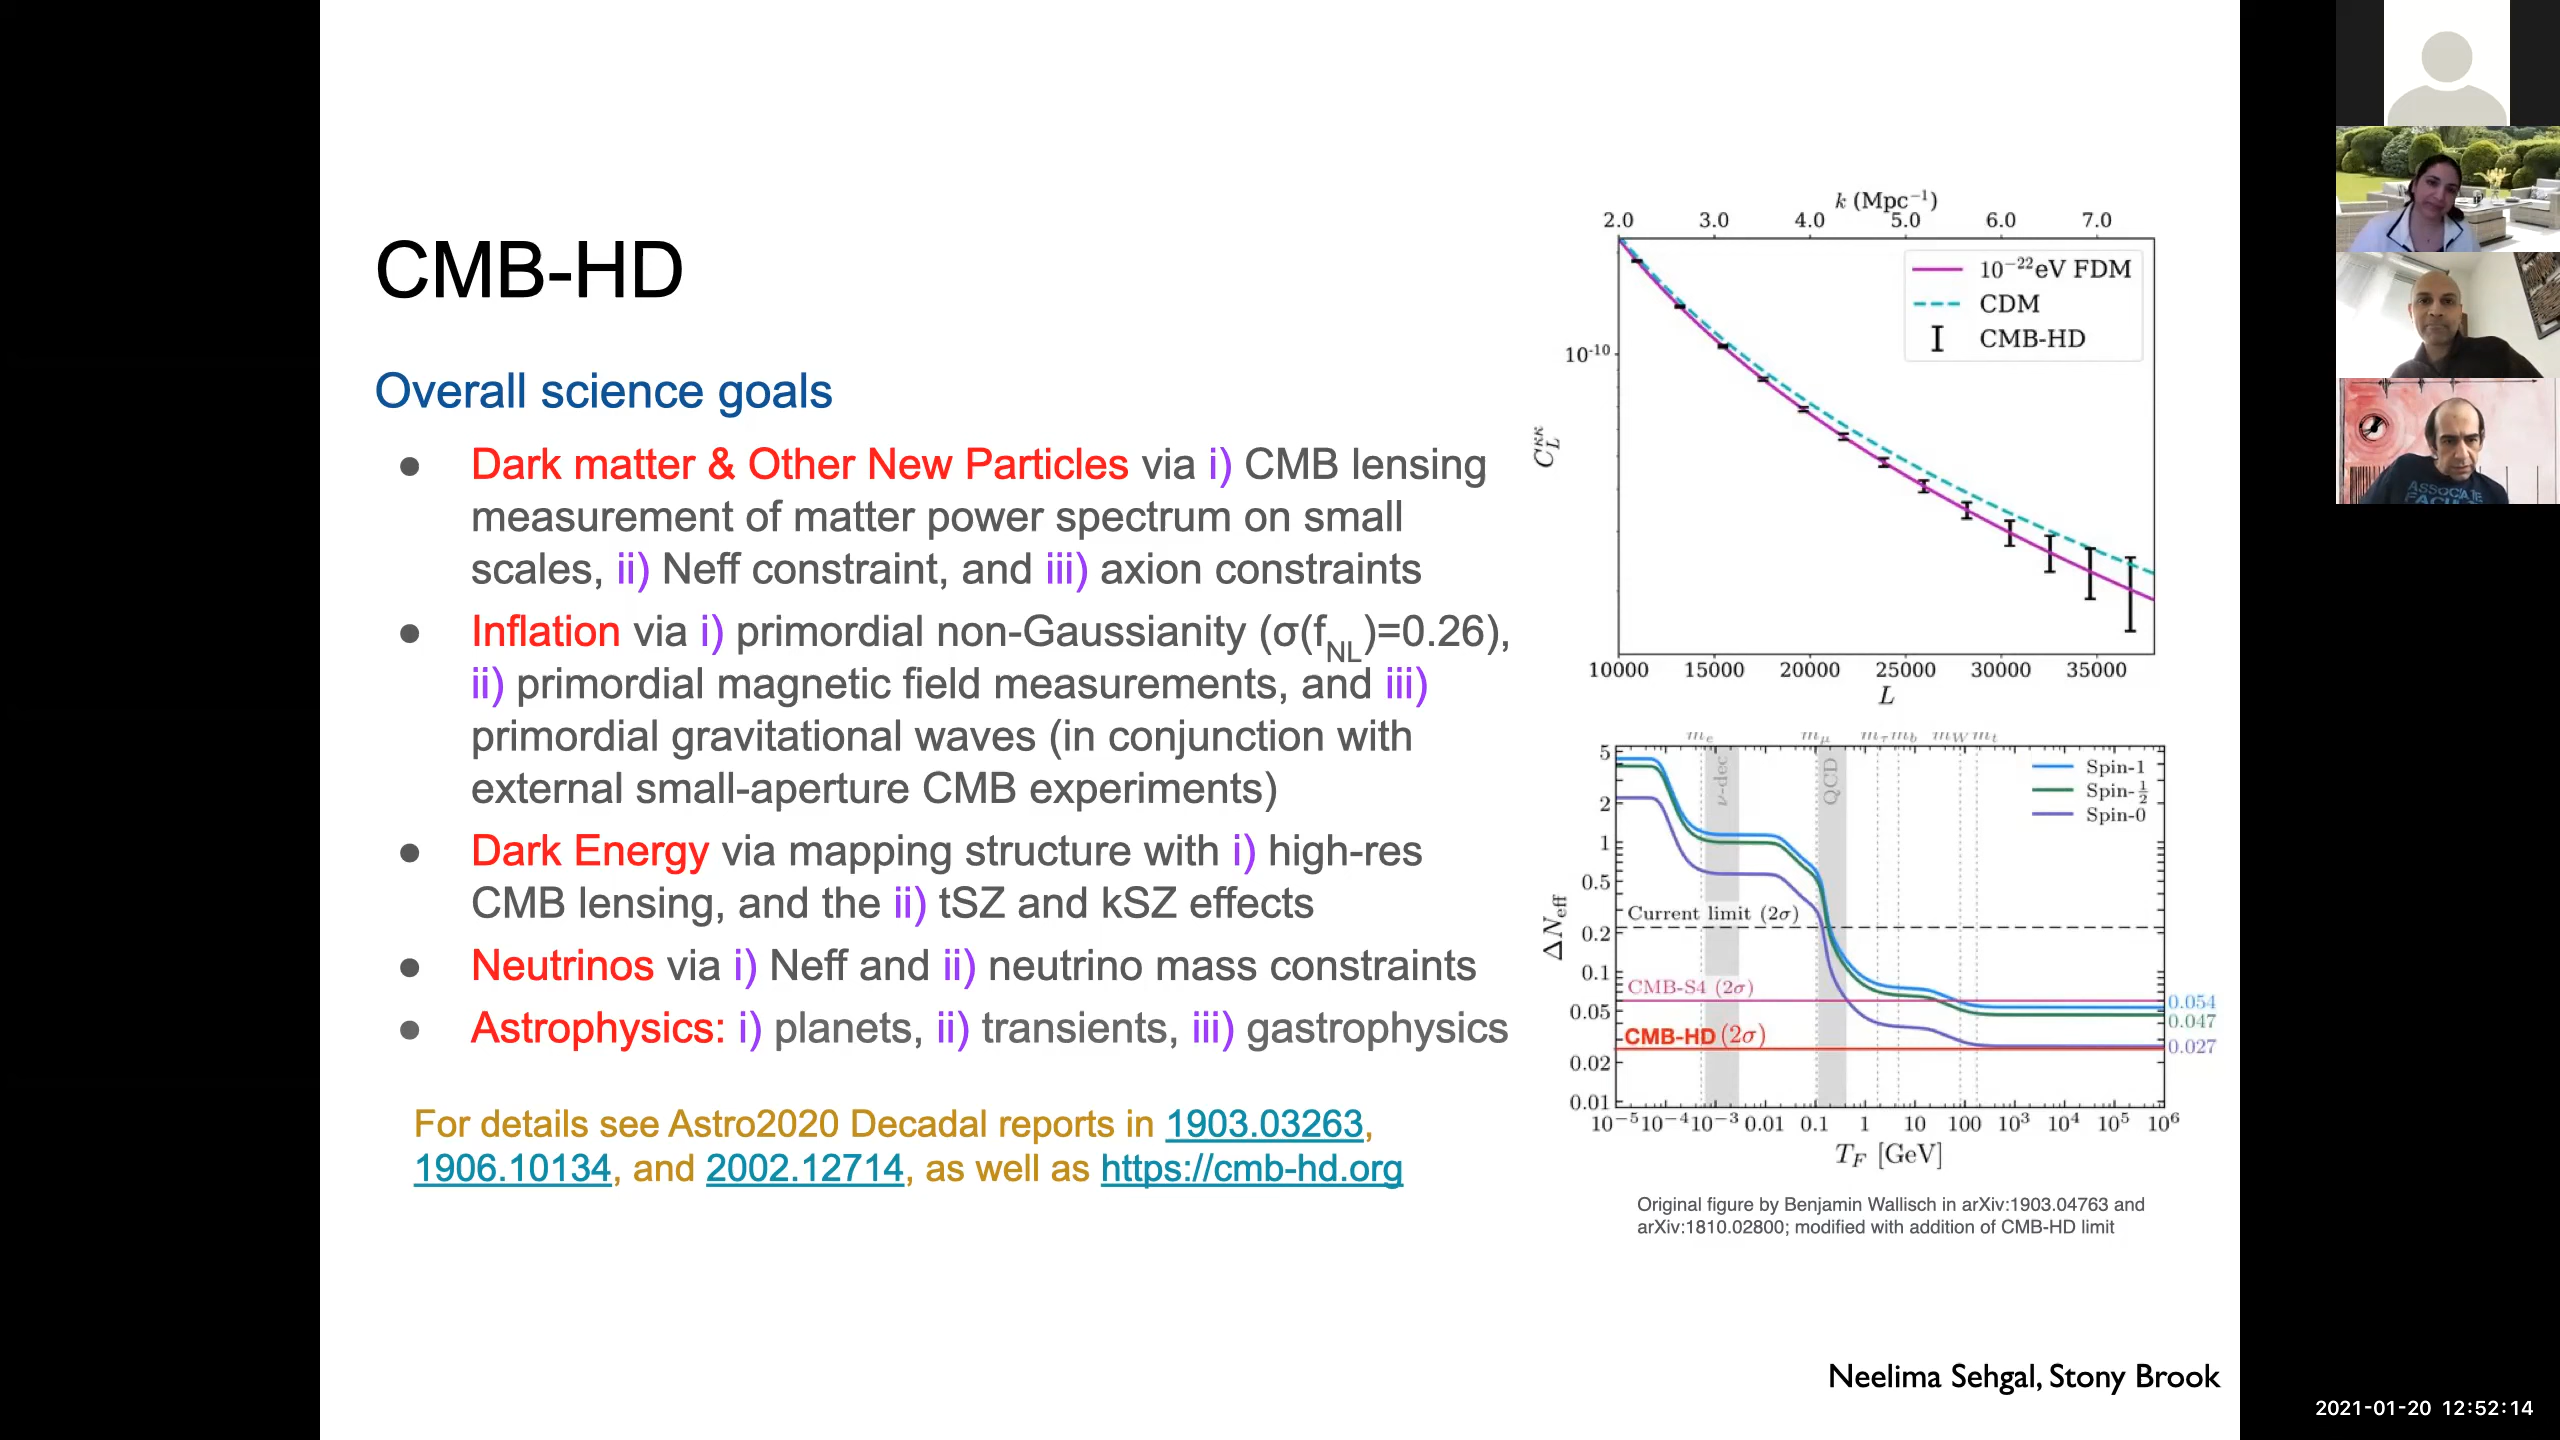 CMB-HD
Overall science goals
● Dark matter & Other New Particles via i) CMB lensing
measurement of matter power spectrum on small
scales, ii) Neff constraint, and iii) axion constraints
● Inflation via i) primordial non-Gaussianity (σ(fNL)=0.26),
ii) primordial magnetic field measurements, and iii)
primordial gravitational waves (in conjunction with
external small-aperture CMB experiments)
● Dark Energy via mapping structure with i) high-res
CMB lensing, and the ii) tSZ and kSZ effects
● Neutrinos via i) Neff and ii) neutrino mass constraints
● Astrophysics: i) planets, ii) transients, iii) gastrophysics
For details see Astro2020 Decadal reports in 1903.03263,
1906.10134, and 2002.12714, as well as https://cmb-hd.org
k (Mpc⁻¹)
2.0 3.0 4.0 5.0 6.0 7.0
10⁻²²eV FDM
CDM
CMB-HD
10⁻¹⁰
C_L^κκ
10000 15000 20000 25000 30000 35000
L
mₑ m_μ m_τ m_b m_W m_t
ν-dec
QCD
Spin-1
Spin-½
Spin-0
5
2
1
0.5
0.2
0.1
0.05
0.02
0.01
ΔN_eff
Current limit (2σ)
CMB-S4 (2σ)
CMB-HD (2σ)
0.054
0.047
0.027
10⁻⁵ 10⁻⁴ 10⁻³ 0.01 0.1 1 10 100 10³ 10⁴ 10⁵ 10⁶
T_F [GeV]
Original figure by Benjamin Wallisch in arXiv:1903.04763 and
arXiv:1810.02800; modified with addition of CMB-HD limit
Neelima Sehgal, Stony Brook
ASSOCIATE
2021-01-20 12:52:14